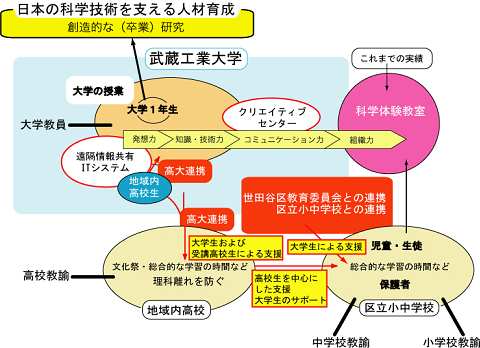 日本の科学技術を支える人材育成
創造的な（卒業）研究
武蔵工業大学
これまでの実績
大学の授業
大学１年生
クリエイティブ
センター
科学体験教室
大学教員
発想力
知識・技術力
コミュニケーション力
組織力
遠隔情報共有
ITシステム
高大連携
地域内
高校生
世田谷区教育委員会との連携
区立小中学校との連携
高大連携
大学生および
受講高校生による支援
大学生による支援
児童・生徒
文化祭・総合的な学習の時間など
理科離れを防ぐ
総合的な学習の時間など
保護者
高校教諭
高校生を中心に
した支援
大学生のサポート
地域内高校
区立小中学校
中学校教諭
小学校教諭